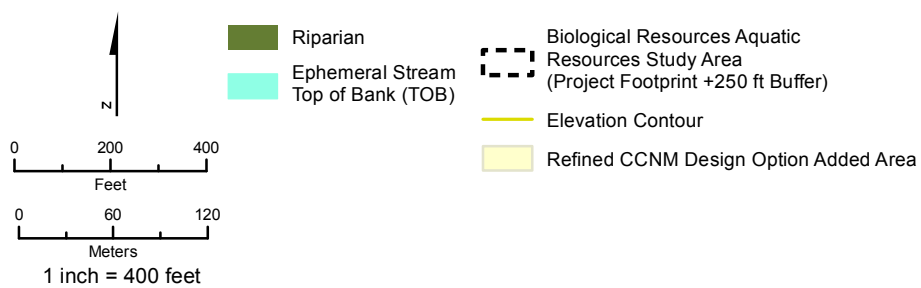 Z
0 200 400
Feet
0 60 120
Meters
1 inch = 400 feet
Riparian
Ephemeral Stream
Top of Bank (TOB)
Biological Resources Aquatic
Resources Study Area
(Project Footprint +250 ft Buffer)
Elevation Contour
Refined CCNM Design Option Added Area